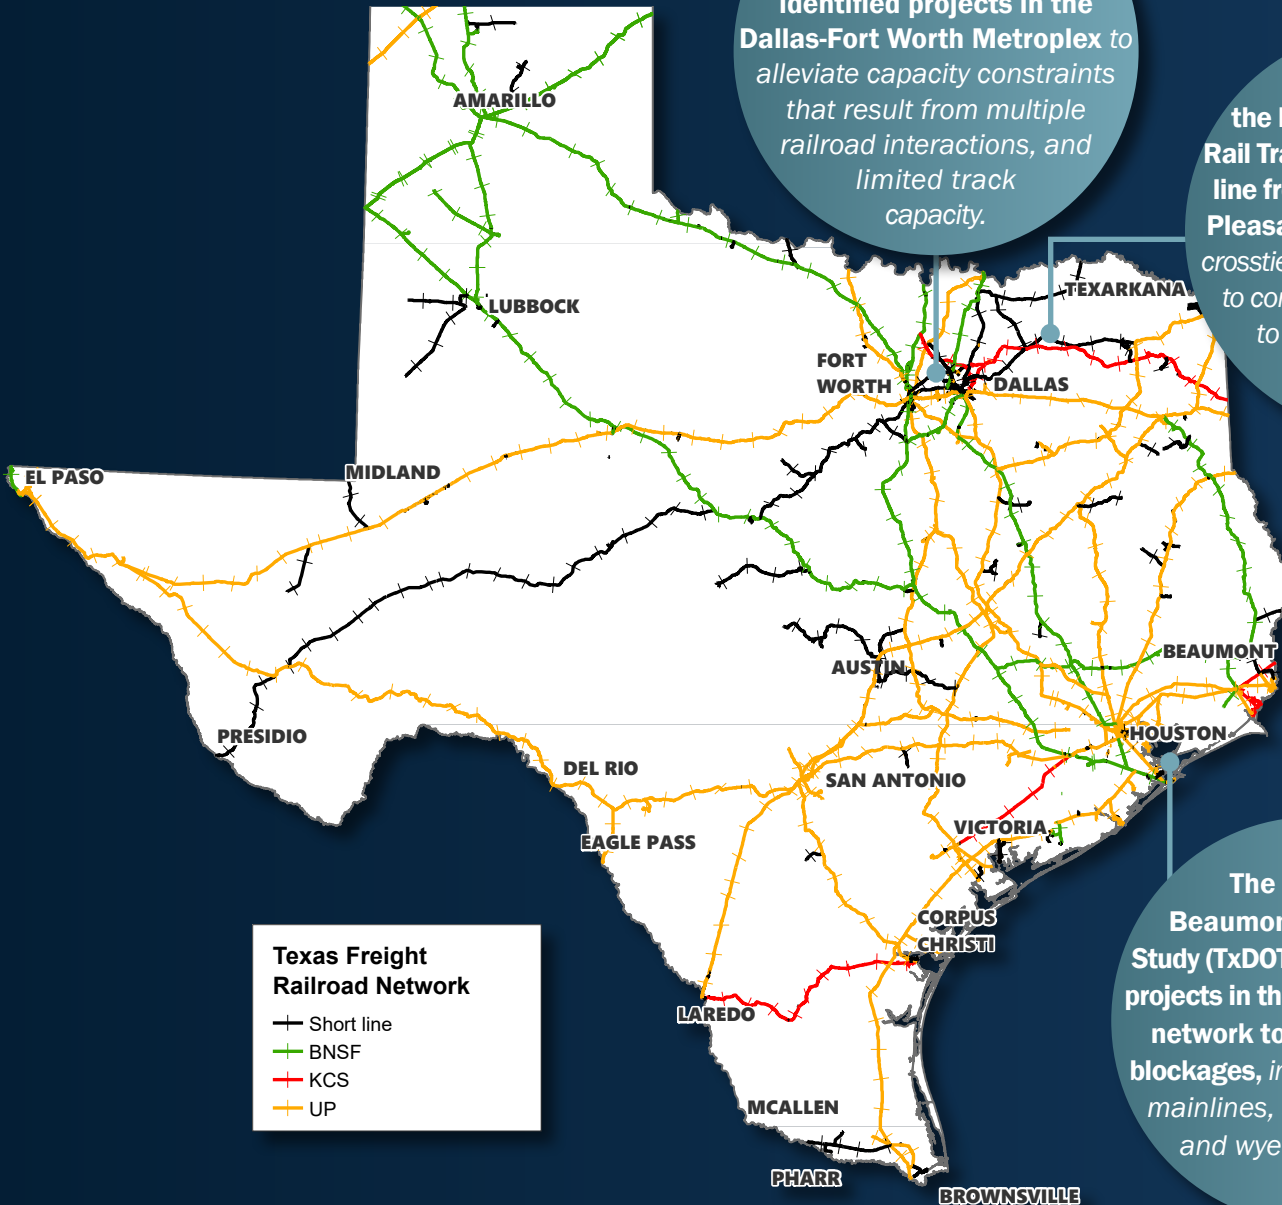 identified projects in the
Dallas-Fort Worth Metroplex to
alleviate capacity constraints
that result from multiple
railroad interactions, and
limited track
capacity.
the
Rail
line
crosstie
to
to
AMARILLO
LUBBOCK
TEXARKANA
FORT
WORTH
DALLAS
EL PASO
MIDLAND
AUSTIN
BEAUMONT
PRESIDIO
HOUSTON
DEL RIO
SAN ANTONIO
EAGLE PASS
VICTORIA
CORPUS
CHRISTI
LAREDO
MCALLEN
PHARR
BROWNSVILLE
Texas Freight
Railroad Network
Short line
BNSF
KCS
UP
The
Beaumon
Study (TxDOT
projects in th
network to
blockages, in
mainlines,
and wye